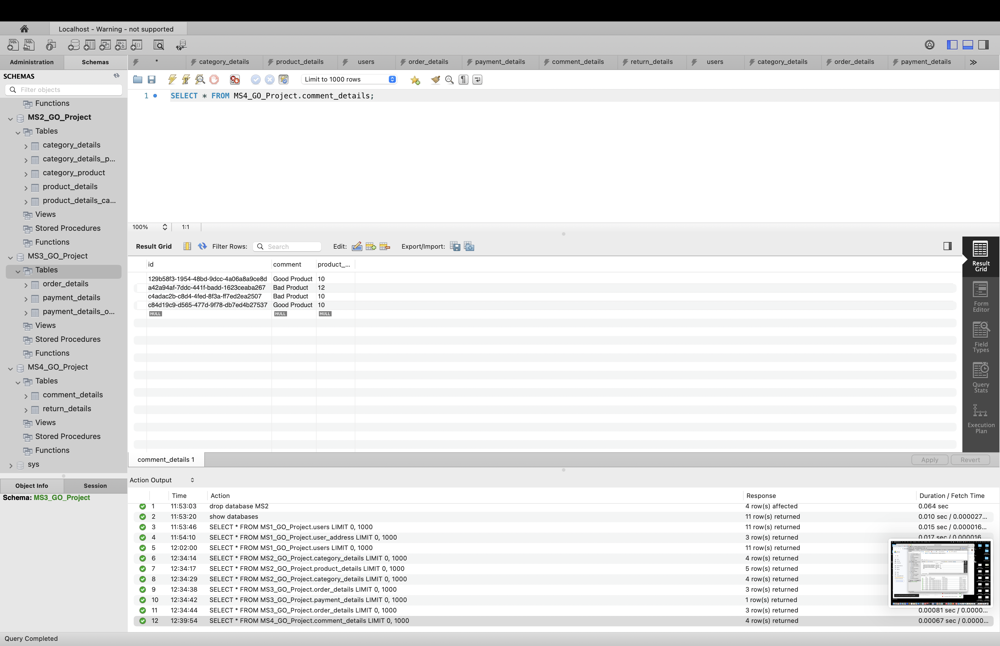 Localhost - Warning - not supported
Administration Schemas
* category_details product_details users order_details payment_details comment_details return_details users category_details order_details payment_details
SCHEMAS
Filter objects
Functions
MS2_GO_Project
Tables
category_details
category_details_p...
category_product
product_details
product_details_ca...
Views
Stored Procedures
Functions
MS3_GO_Project
Tables
order_details
payment_details
payment_details_o...
Views
Stored Procedures
Functions
MS4_GO_Project
Tables
comment_details
return_details
Views
Stored Procedures
Functions
sys
Object Info Session
Schema: MS3_GO_Project
Limit to 1000 rows
1 SELECT * FROM MS4_GO_Project.comment_details;
100% 1:1
Result Grid Filter Rows: Search Edit: Export/Import:
id comment product_...
129b58f3-1954-48bd-9dcc-4a06a8a9ce8d Good Product 10
a42a94af-7ddc-441f-badd-1623ceaba267 Bad Product 12
c4adac2b-c8d4-4fed-8f3a-ff7ed2ea2507 Bad Product 10
c84d19c9-d565-477d-9f78-db7ed4b27537 Good Product 10
NULL NULL NULL
Result
Grid
Form
Editor
Field
Types
Query
Stats
Execution
Plan
comment_details 1 Apply Revert
Action Output
Time Action Response Duration / Fetch Time
1 11:53:03 drop database MS2 4 row(s) affected 0.064 sec
2 11:53:20 show databases 11 row(s) returned 0.010 sec / 0.000027...
3 11:53:46 SELECT * FROM MS1_GO_Project.users LIMIT 0, 1000 11 row(s) returned 0.015 sec / 0.000016...
4 11:54:10 SELECT * FROM MS1_GO_Project.user_address LIMIT 0, 1000 3 row(s) returned 0.017 sec / 0.000016
5 12:02:00 SELECT * FROM MS1_GO_Project.users LIMIT 0, 1000 11 row(s) returned
6 12:34:14 SELECT * FROM MS2_GO_Project.category_details LIMIT 0, 1000 4 row(s) returned
7 12:34:17 SELECT * FROM MS2_GO_Project.product_details LIMIT 0, 1000 5 row(s) returned
8 12:34:29 SELECT * FROM MS2_GO_Project.category_details LIMIT 0, 1000 4 row(s) returned
9 12:34:38 SELECT * FROM MS3_GO_Project.order_details LIMIT 0, 1000 3 row(s) returned
10 12:34:42 SELECT * FROM MS3_GO_Project.payment_details LIMIT 0, 1000 1 row(s) returned
11 12:34:44 SELECT * FROM MS3_GO_Project.order_details LIMIT 0, 1000 3 row(s) returned 0.00081 sec / 0.0000...
12 12:39:54 SELECT * FROM MS4_GO_Project.comment_details LIMIT 0, 1000 4 row(s) returned 0.00067 sec / 0.0000...
Query Completed